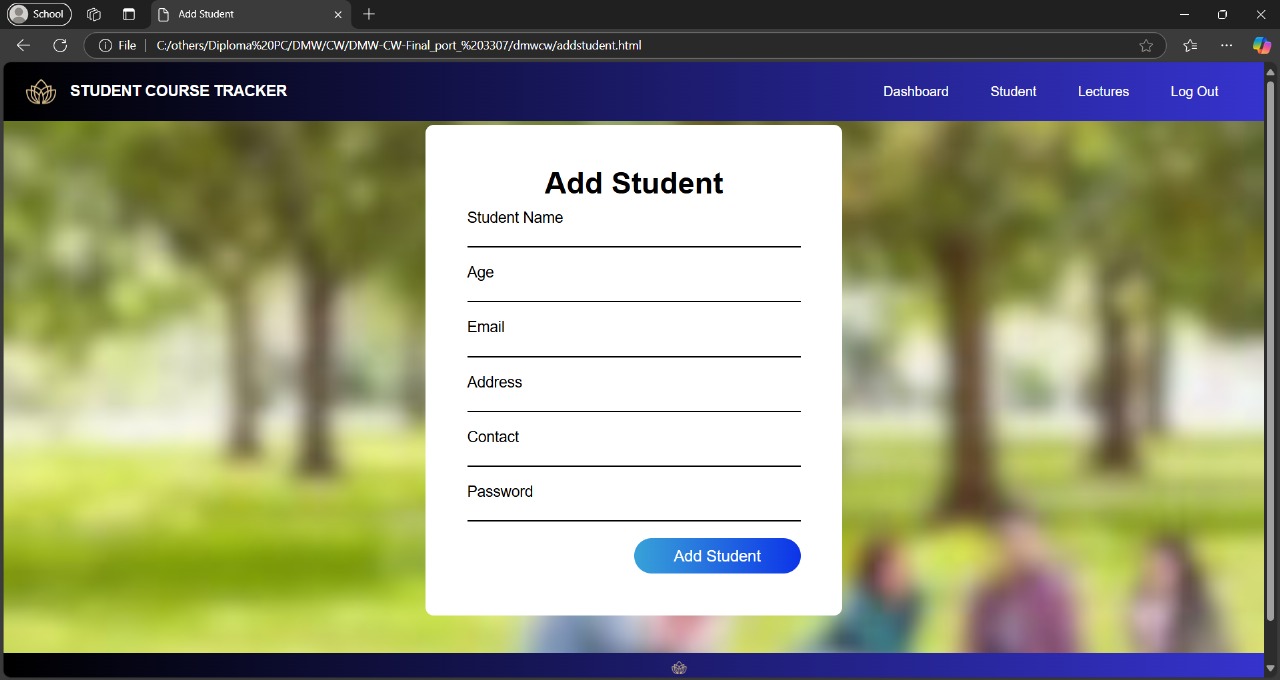 School
Add Student
File
C:/others/Diploma%20PC/DMW/CW/DMW-CW-Final_port_%203307/dmwcw/addstudent.html
STUDENT COURSE TRACKER
Dashboard
Student
Lectures
Log Out
Add Student
Student Name
Age
Email
Address
Contact
Password
Add Student